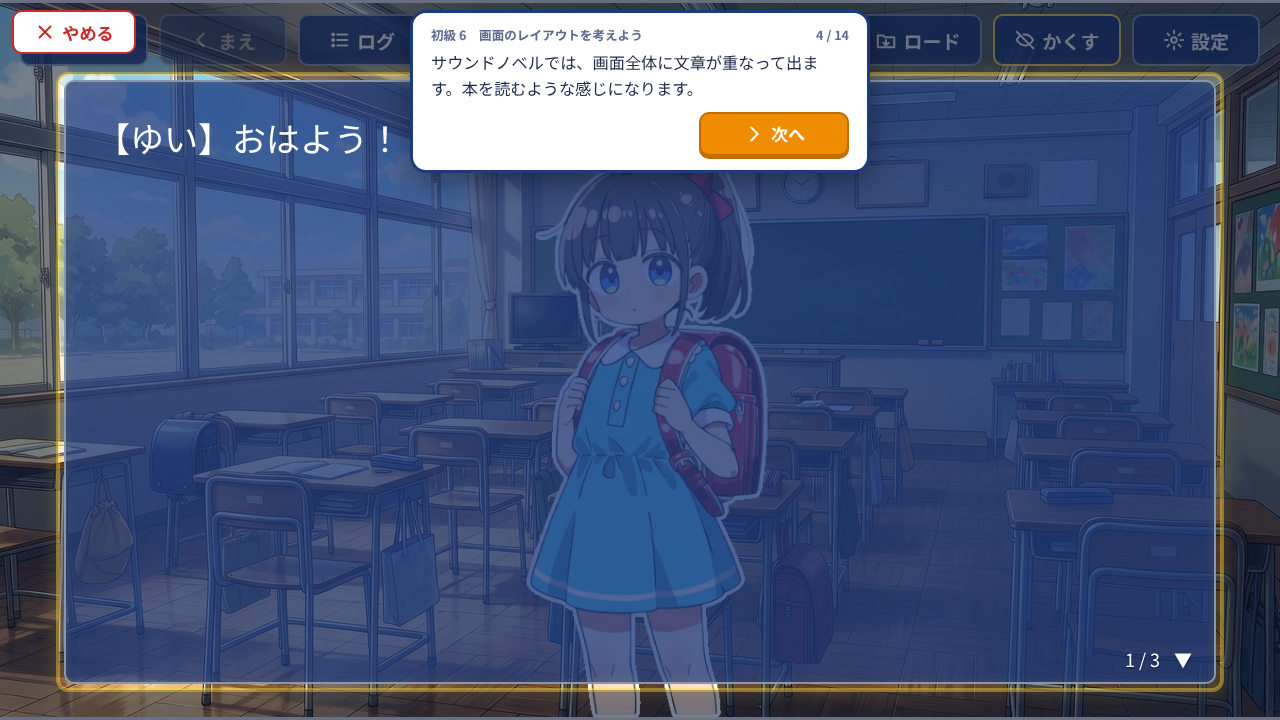 やめる
まえ
ログ
ロード
かくす
設定
初級 6　画面のレイアウトを考えよう
4 / 14
サウンドノベルでは、画面全体に文章が重なって出ま
す。本を読むような感じになります。
次へ
【ゆい】おはよう！
1 / 3 ▼